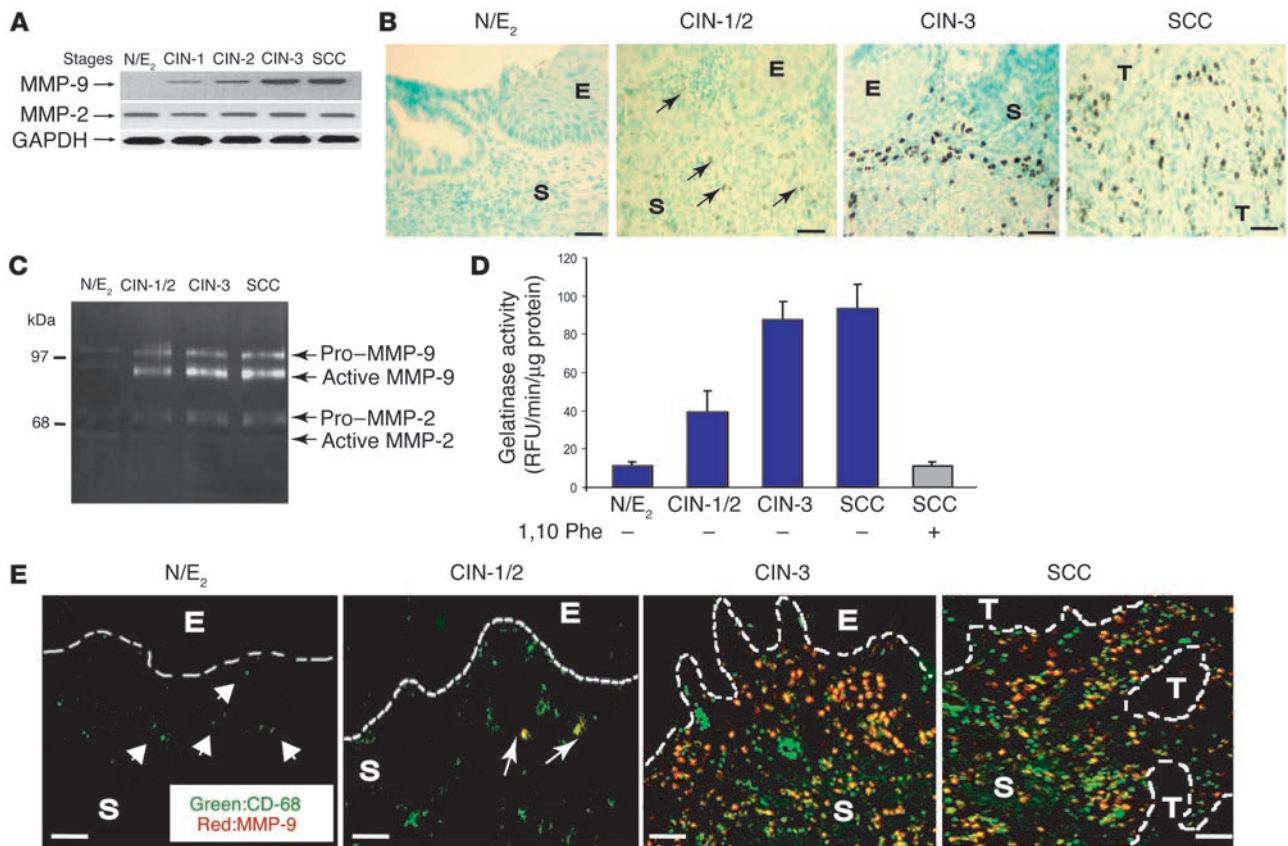 A
Stages N/E₂ CIN-1 CIN-2 CIN-3 SCC
MMP-9
MMP-2
GAPDH
B
N/E₂ CIN-1/2 CIN-3 SCC
E
S
E
S
E
S
T
T
C
N/E₂ CIN-1/2 CIN-3 SCC
kDa
97
68
Pro–MMP-9
Active MMP-9
Pro–MMP-2
Active MMP-2
D
Gelatinase activity
(RFU/min/µg protein)
120
100
80
60
40
20
0
N/E₂ CIN-1/2 CIN-3 SCC SCC
1,10 Phe – – – – +
E
N/E₂ CIN-1/2 CIN-3 SCC
E
S
Green:CD-68
Red:MMP-9
E
S
E
S
T
T
S
T